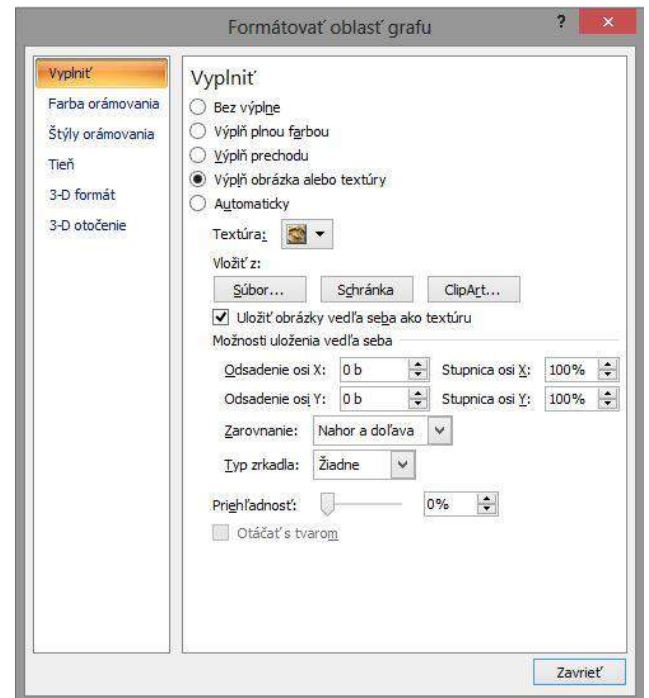 Formátovať oblasť grafu
?
×
Vyplniť
Farba orámovania
Štýly orámovania
Tieň
3-D formát
3-D otočenie
Vyplniť
Bez výplne
Výplň plnou farbou
Výplň prechodu
Výplň obrázka alebo textúry
Automaticky
Textúra:
Vložiť z:
Súbor... Schránka ClipArt...
Uložiť obrázky vedľa seba ako textúru
Možnosti uloženia vedľa seba
Odsadenie osi X: 0 b Stupnica osi X: 100%
Odsadenie osi Y: 0 b Stupnica osi Y: 100%
Zarovnanie: Nahor a doľava
Typ zrkadla: Žiadne
Priehľadnosť: 0%
Otáčať s tvarom
Zavrieť